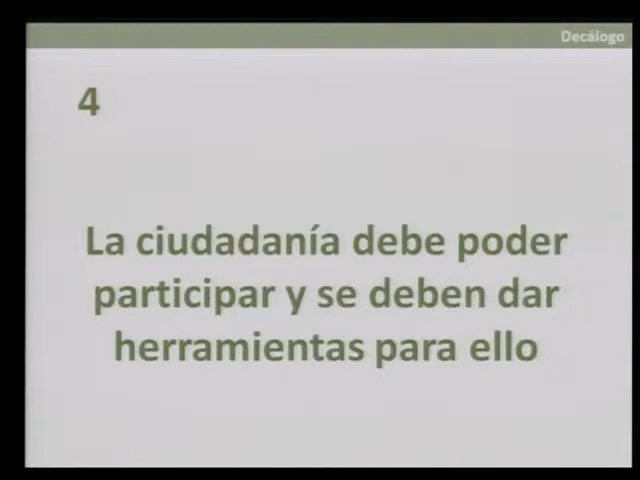 Decálogo
4
La ciudadanía debe poder
participar y se deben dar
herramientas para ello